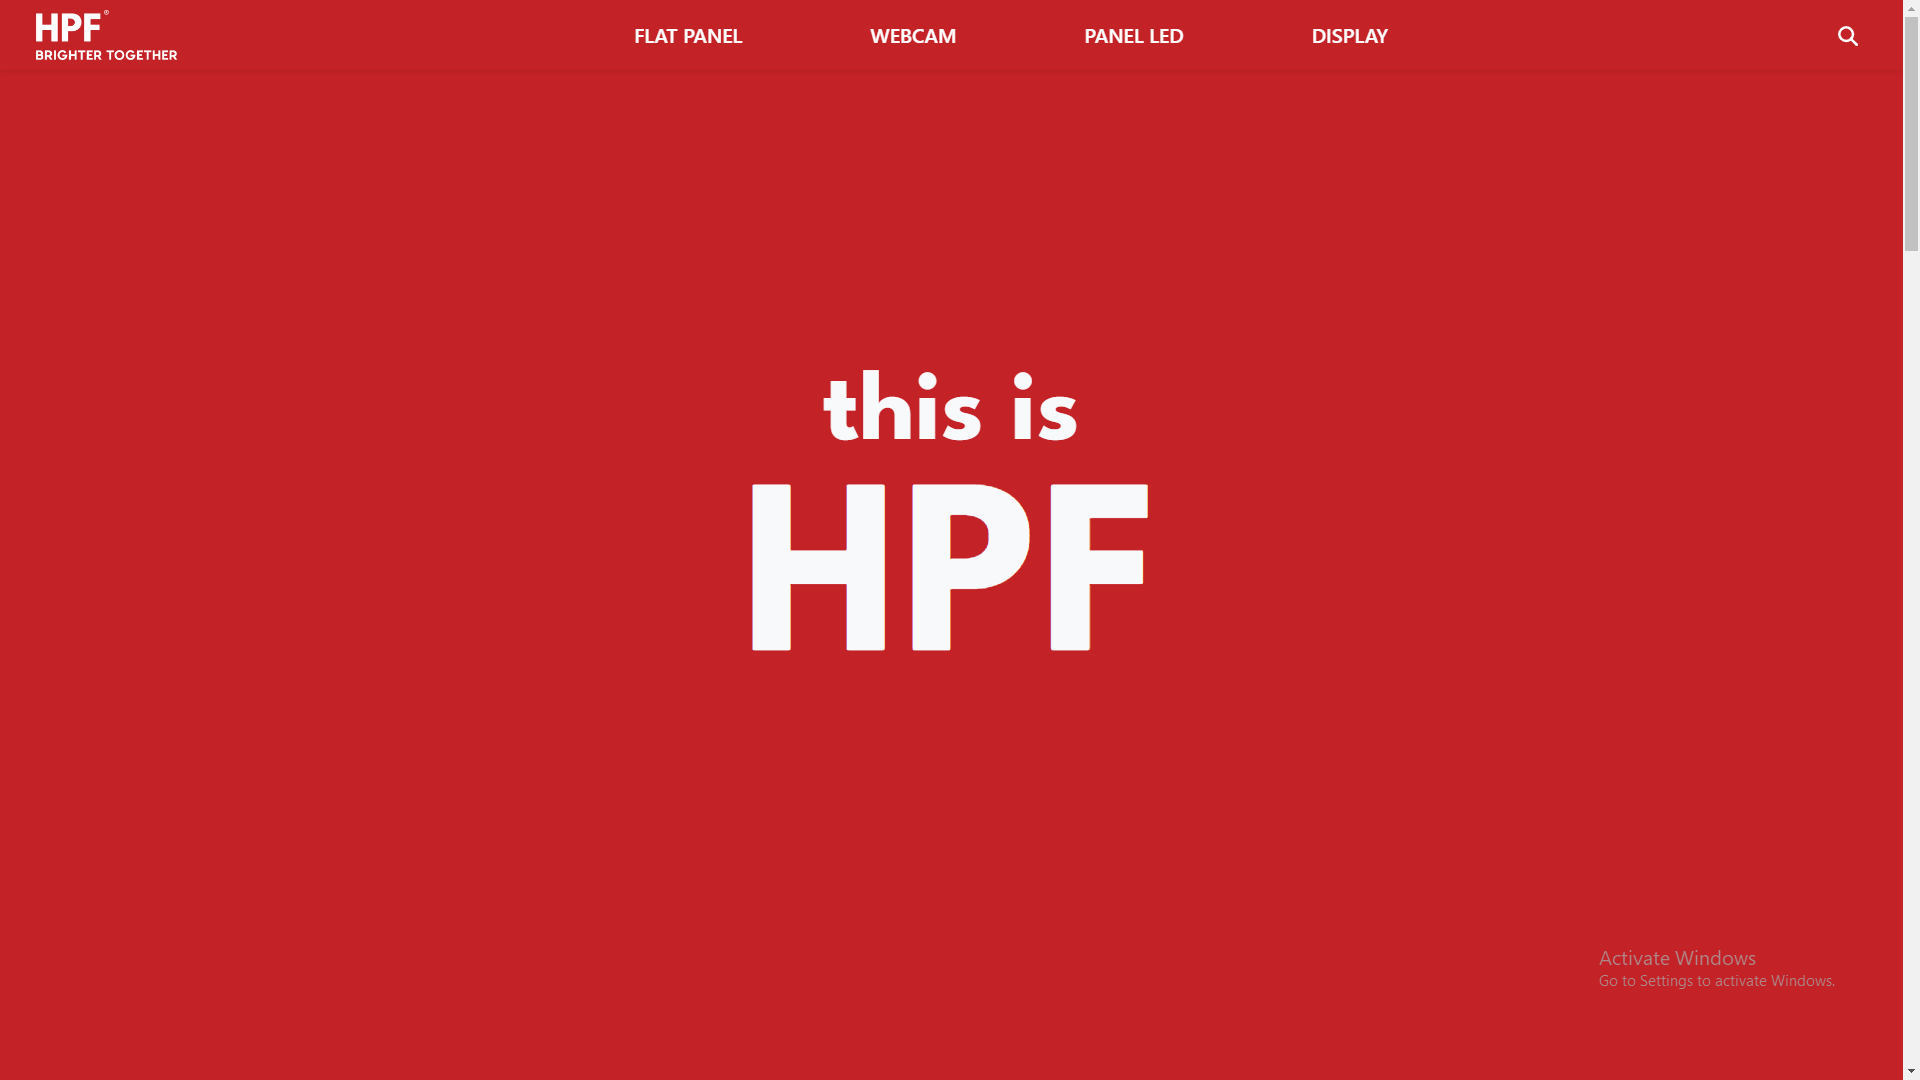 HPF®
BRIGHTER TOGETHER
FLAT PANEL
WEBCAM
PANEL LED
DISPLAY
this is
HPF
Activate Windows
Go to Settings to activate Windows.